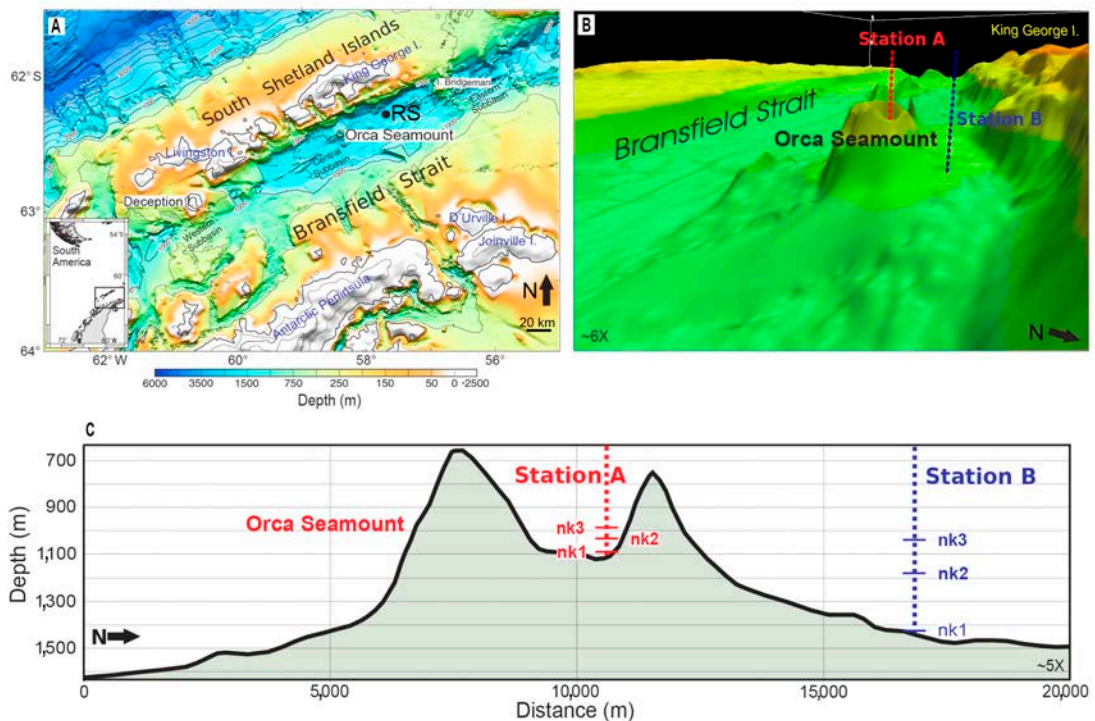 A
62°S
63°
64°
South Shetland Islands
King George I.
I. Bridgeman
Eastern Subbasin
RS
Orca Seamount
Livingston I.
Central Subbasin
Deception I.
Bransfield Strait
Western Subbasin
D'Urville I.
Joinville I.
Antarctic Peninsula
South
America
54°S
60°
72°
N
20 km
62° W
60°
58°
56°
6000 3500 1500 750 300 150 50 0 -2500
Depth (m)
B
Station A
King George I.
Bransfield Strait
Station B
Orca Seamount
~6X
N
C
Depth (m)
700
900
1,100
1,300
1,500
Station A
Station B
Orca Seamount
nk3
nk2
nk1
nk3
nk2
nk1
N
~5X
0 5,000 10,000 15,000 20,000
Distance (m)